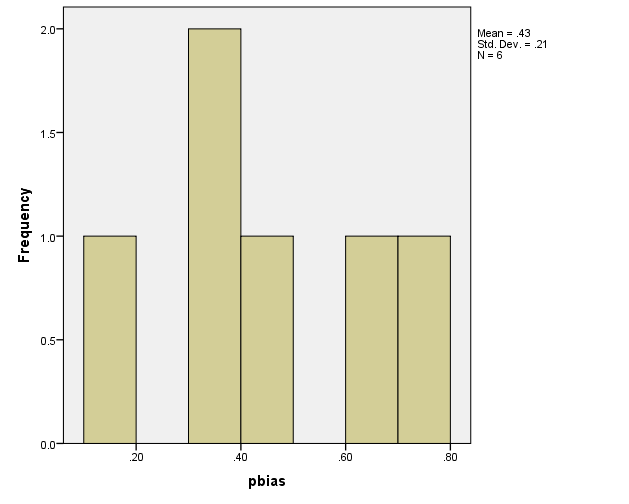 Mean = .43
Std. Dev. = .21
N = 6
2.0
1.5
1.0
0.5
0.0
Frequency
.20 .40 .60 .80
pbias